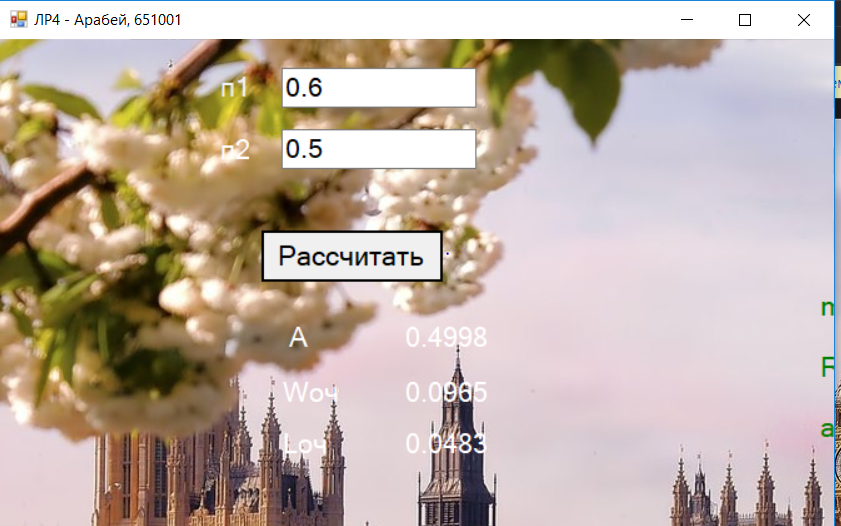 ЛР4 - Арабей, 651001
п1 0.6
п2 0.5
Рассчитать
A 0.4998
Wоч 0.0965
Lоч 0.0483